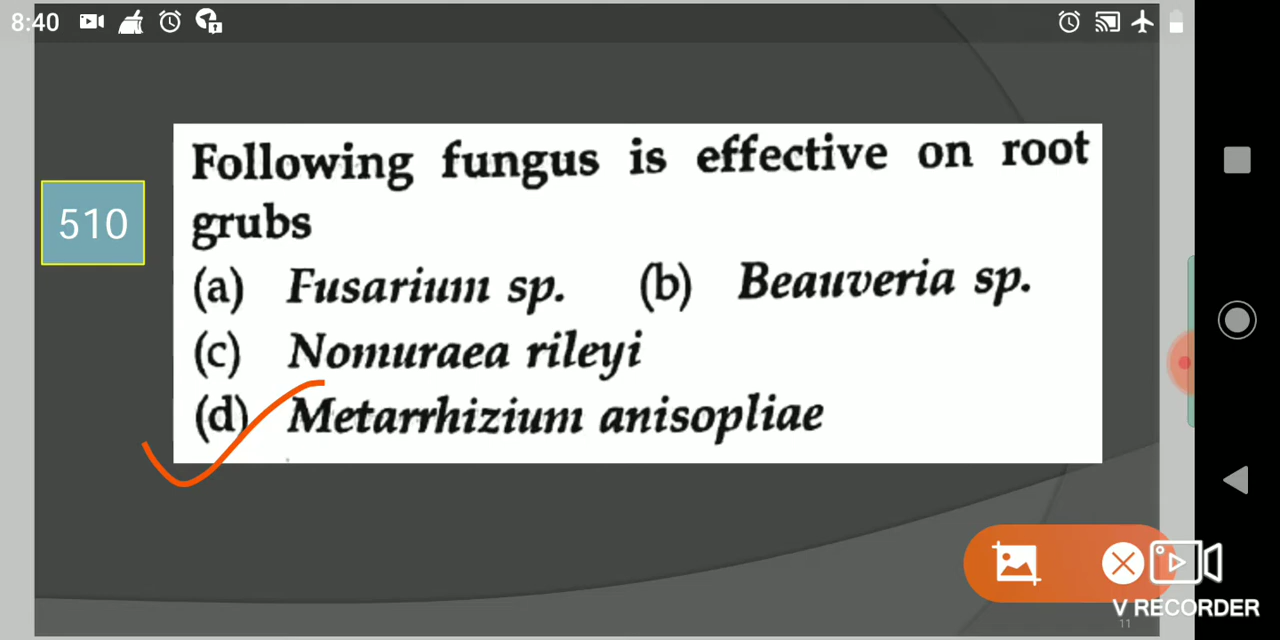 8:40
510
Following fungus is effective on root
grubs
(a) Fusarium sp. (b) Beauveria sp.
(c) Nomuraea rileyi
(d) Metarrhizium anisopliae
V RECORDER
11